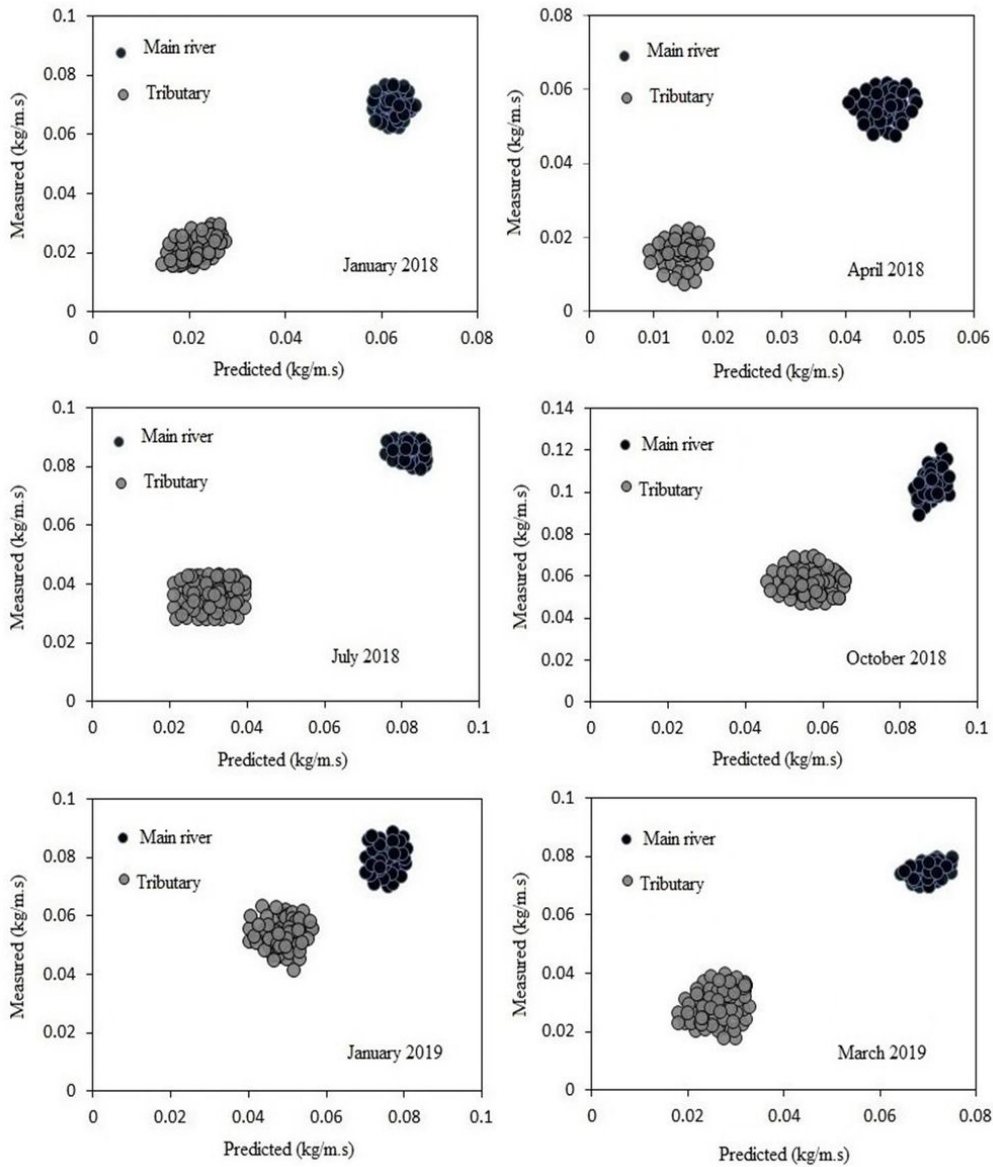 0.1
0.08
0.06
0.04
0.02
0
Measured (kg/m.s)
Main river
Tributary
January 2018
0 0.02 0.04 0.06 0.08
Predicted (kg/m.s)
0.08
0.06
0.04
0.02
0
Measured (kg/m.s)
Main river
Tributary
April 2018
0 0.01 0.02 0.03 0.04 0.05 0.06
Predicted (kg/m.s)
0.1
0.08
0.06
0.04
0.02
0
Measured (kg/m.s)
Main river
Tributary
July 2018
0 0.02 0.04 0.06 0.08 0.1
Predicted (kg/m.s)
0.14
0.12
0.1
0.08
0.06
0.04
0.02
0
Measured (kg/m.s)
Main river
Tributary
October 2018
0 0.02 0.04 0.06 0.08 0.1
Predicted (kg/m.s)
0.1
0.08
0.06
0.04
0.02
0
Measured (kg/m.s)
Main river
Tributary
January 2019
0 0.02 0.04 0.06 0.08 0.1
Predicted (kg/m.s)
0.1
0.08
0.06
0.04
0.02
0
Measured (kg/m.s)
Main river
Tributary
March 2019
0 0.02 0.04 0.06 0.08
Predicted (kg/m.s)